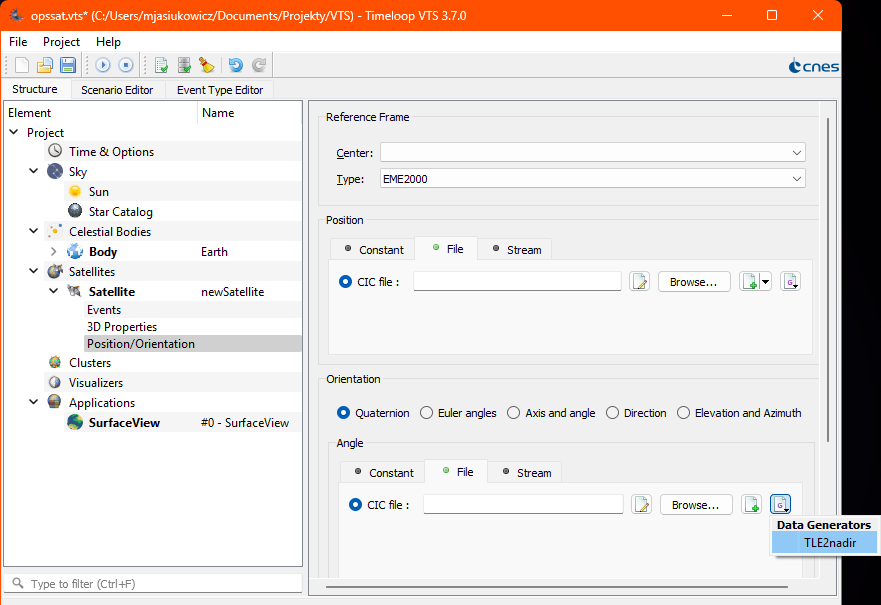 opssat.vts* (C:/Users/mjasiukowicz/Documents/Projekty/VTS) - Timeloop VTS 3.7.0
File Project Help
cnes
Structure Scenario Editor Event Type Editor
Element Name
Project
Time & Options
Sky
Sun
Star Catalog
Celestial Bodies
Body Earth
Satellites
Satellite newSatellite
Events
3D Properties
Position/Orientation
Clusters
Visualizers
Applications
SurfaceView #0 - SurfaceView
Type to filter (Ctrl+F)
Reference Frame
Center:
Type: EME2000
Position
Constant File Stream
CIC file : Browse... G
Orientation
Quaternion Euler angles Axis and angle Direction Elevation and Azimuth
Angle
Constant File Stream
CIC file : Browse... G
Data Generators
TLE2nadir